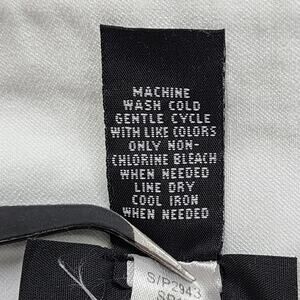 MACHINE
WASH COLD
GENTLE CYCLE
WITH LIKE COLORS
ONLY NON-
CHLORINE BLEACH
WHEN NEEDED
LINE DRY
COOL IRON
WHEN NEEDED
S/P2943